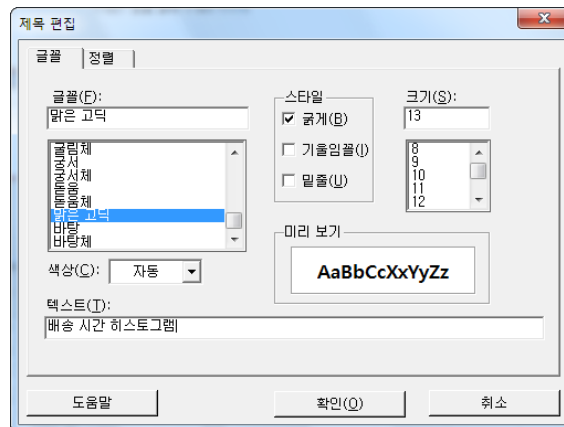 제목 편집
글꼴
정렬
글꼴(F):
맑은 고딕
굴림체
궁서
궁서체
돋움
돋움체
맑은 고딕
바탕
바탕체
스타일
굵게(B)
기울임꼴(I)
밑줄(U)
크기(S):
13
8
9
10
11
12
색상(C): 자동
미리 보기
AaBbCcXxYyZz
텍스트(T):
배송 시간 히스토그램
도움말
확인(O)
취소